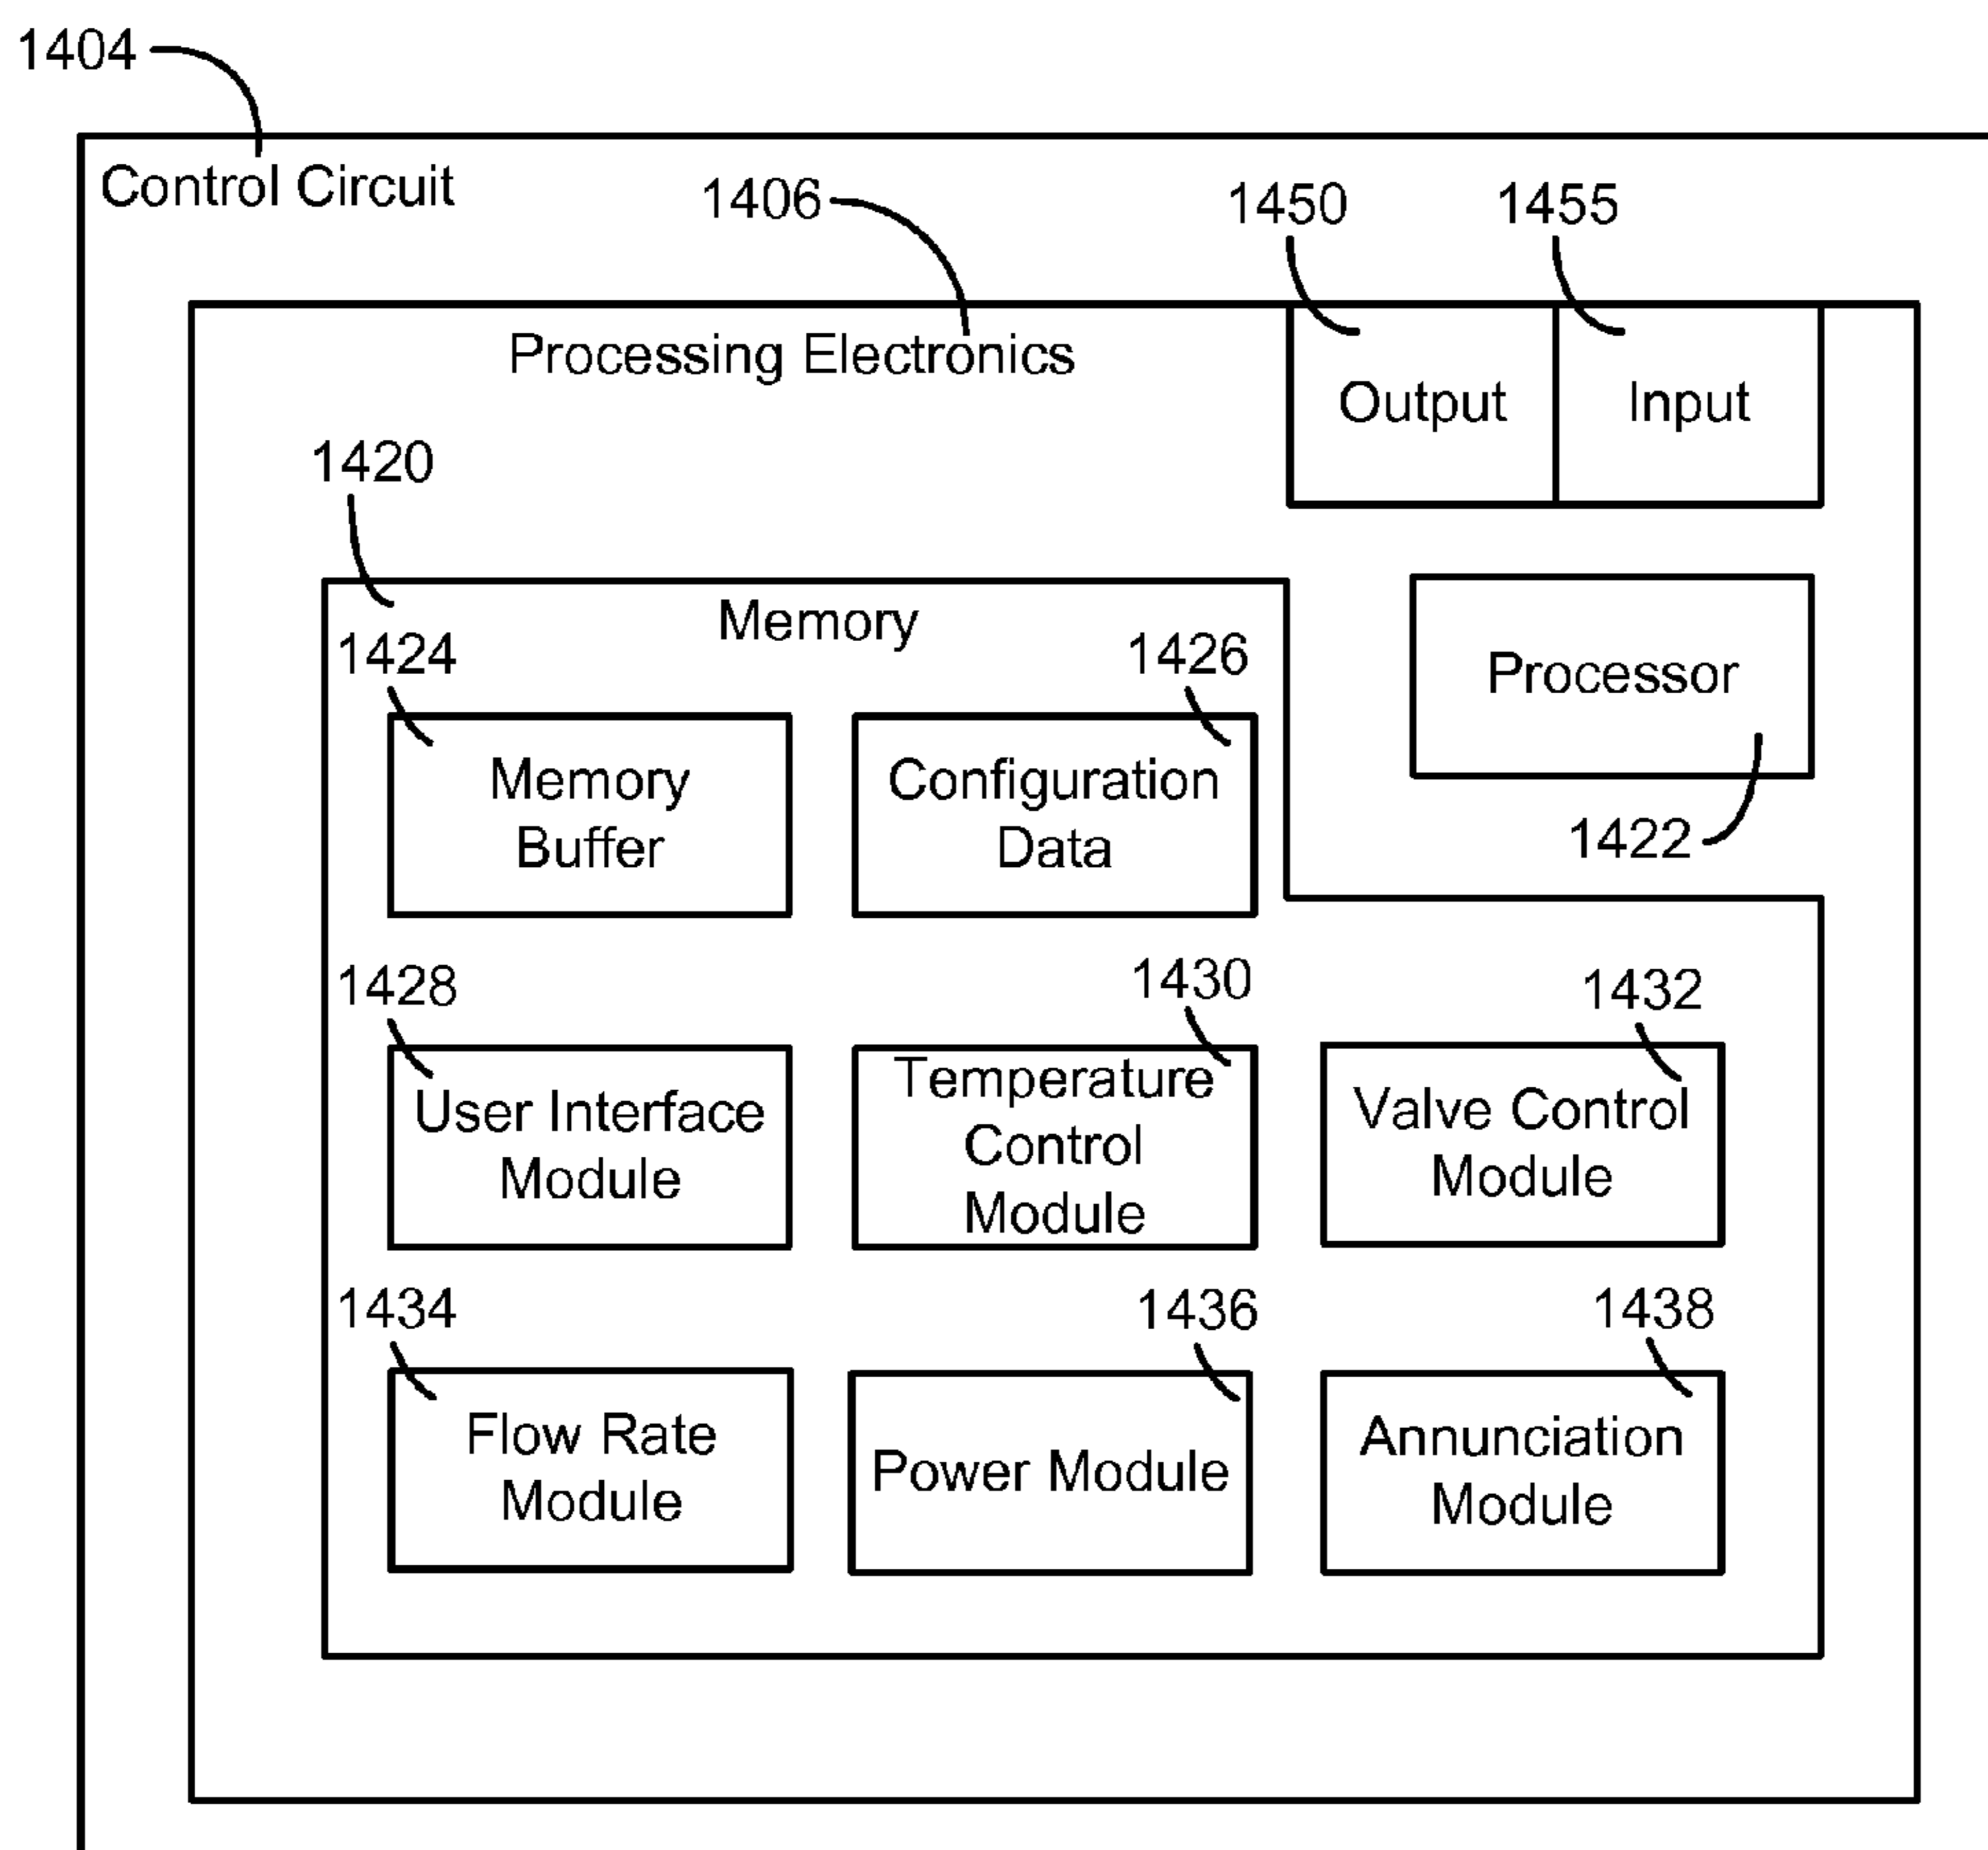 1404
Control Circuit
1406
1450
1455
Processing Electronics
Output
Input
1420
Memory
1424
1426
Processor
Memory
Buffer
Configuration
Data
1422
1428
1430
1432
User Interface
Module
Temperature
Control
Module
Valve Control
Module
1434
1436
1438
Flow Rate
Module
Power Module
Annunciation
Module